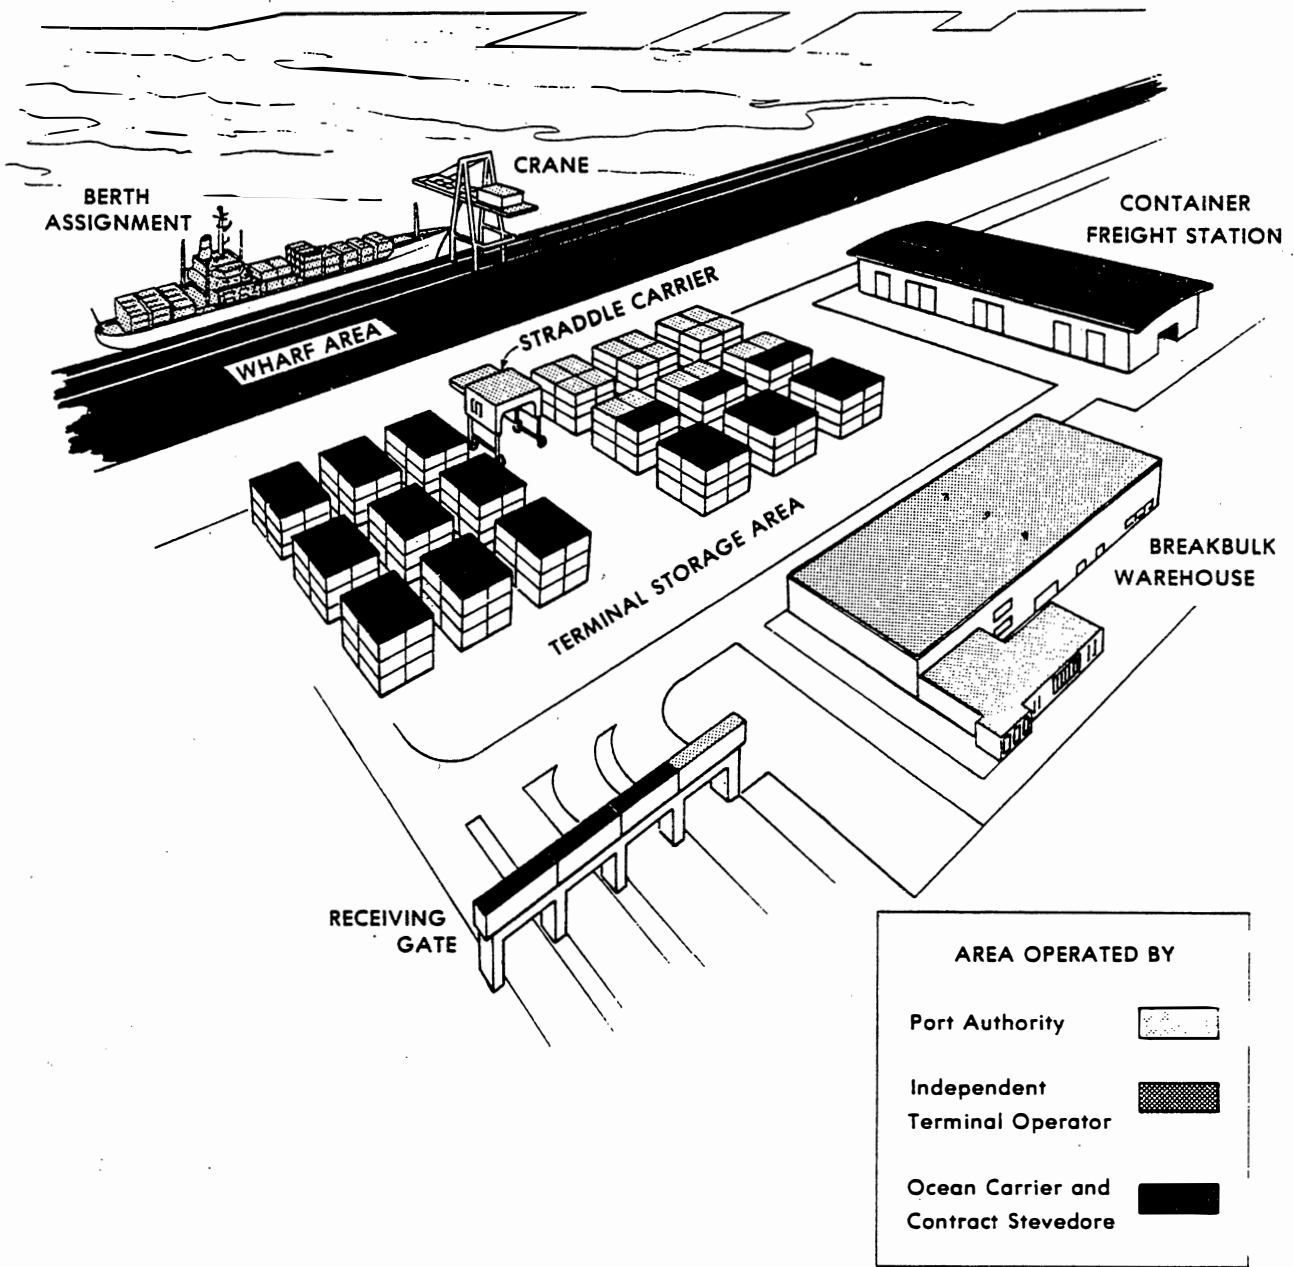 CRANE
BERTH
ASSIGNMENT
CONTAINER
FREIGHT STATION
STRADDLE CARRIER
WHARF AREA
TERMINAL STORAGE AREA
BREAKBULK
WAREHOUSE
RECEIVING
GATE
AREA OPERATED BY
Port Authority
Independent
Terminal Operator
Ocean Carrier and
Contract Stevedore